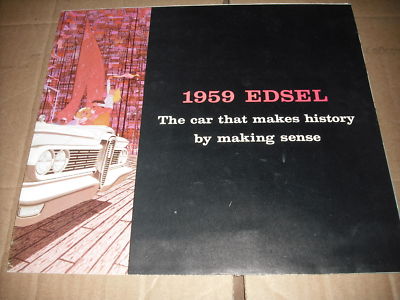 1959 EDSEL
The car that makes history
by making sense